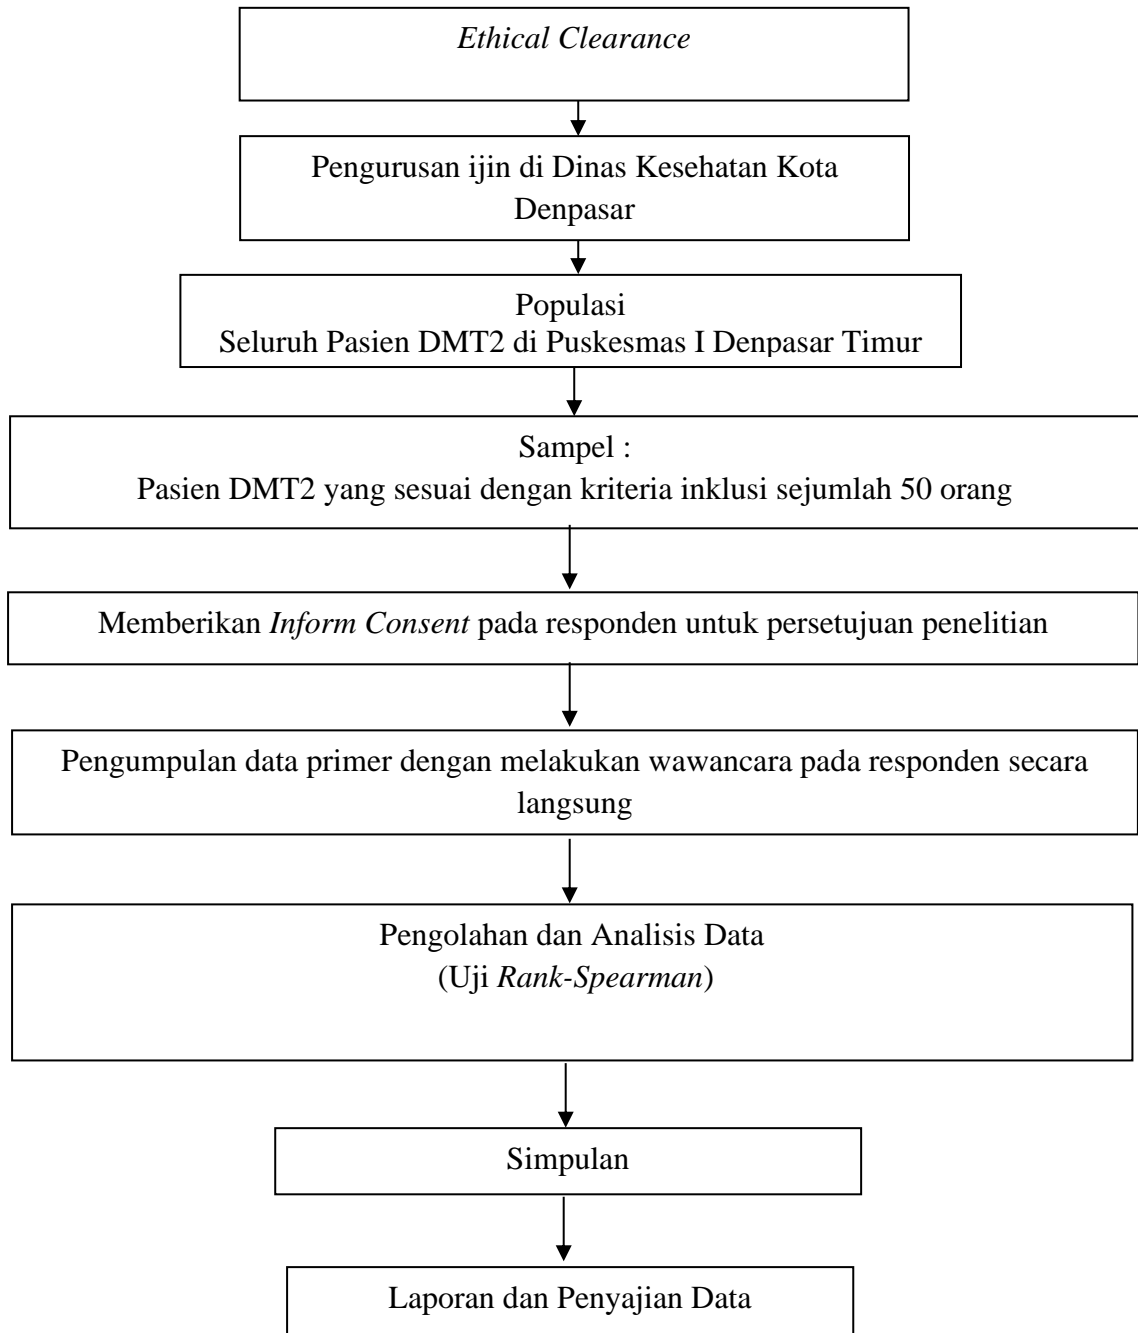 Ethical Clearance
Pengurusan ijin di Dinas Kesehatan Kota
Denpasar
Populasi
Seluruh Pasien DMT2 di Puskesmas I Denpasar Timur
Sampel :
Pasien DMT2 yang sesuai dengan kriteria inklusi sejumlah 50 orang
Memberikan Inform Consent pada responden untuk persetujuan penelitian
Pengumpulan data primer dengan melakukan wawancara pada responden secara
langsung
Pengolahan dan Analisis Data
(Uji Rank-Spearman)
Simpulan
Laporan dan Penyajian Data